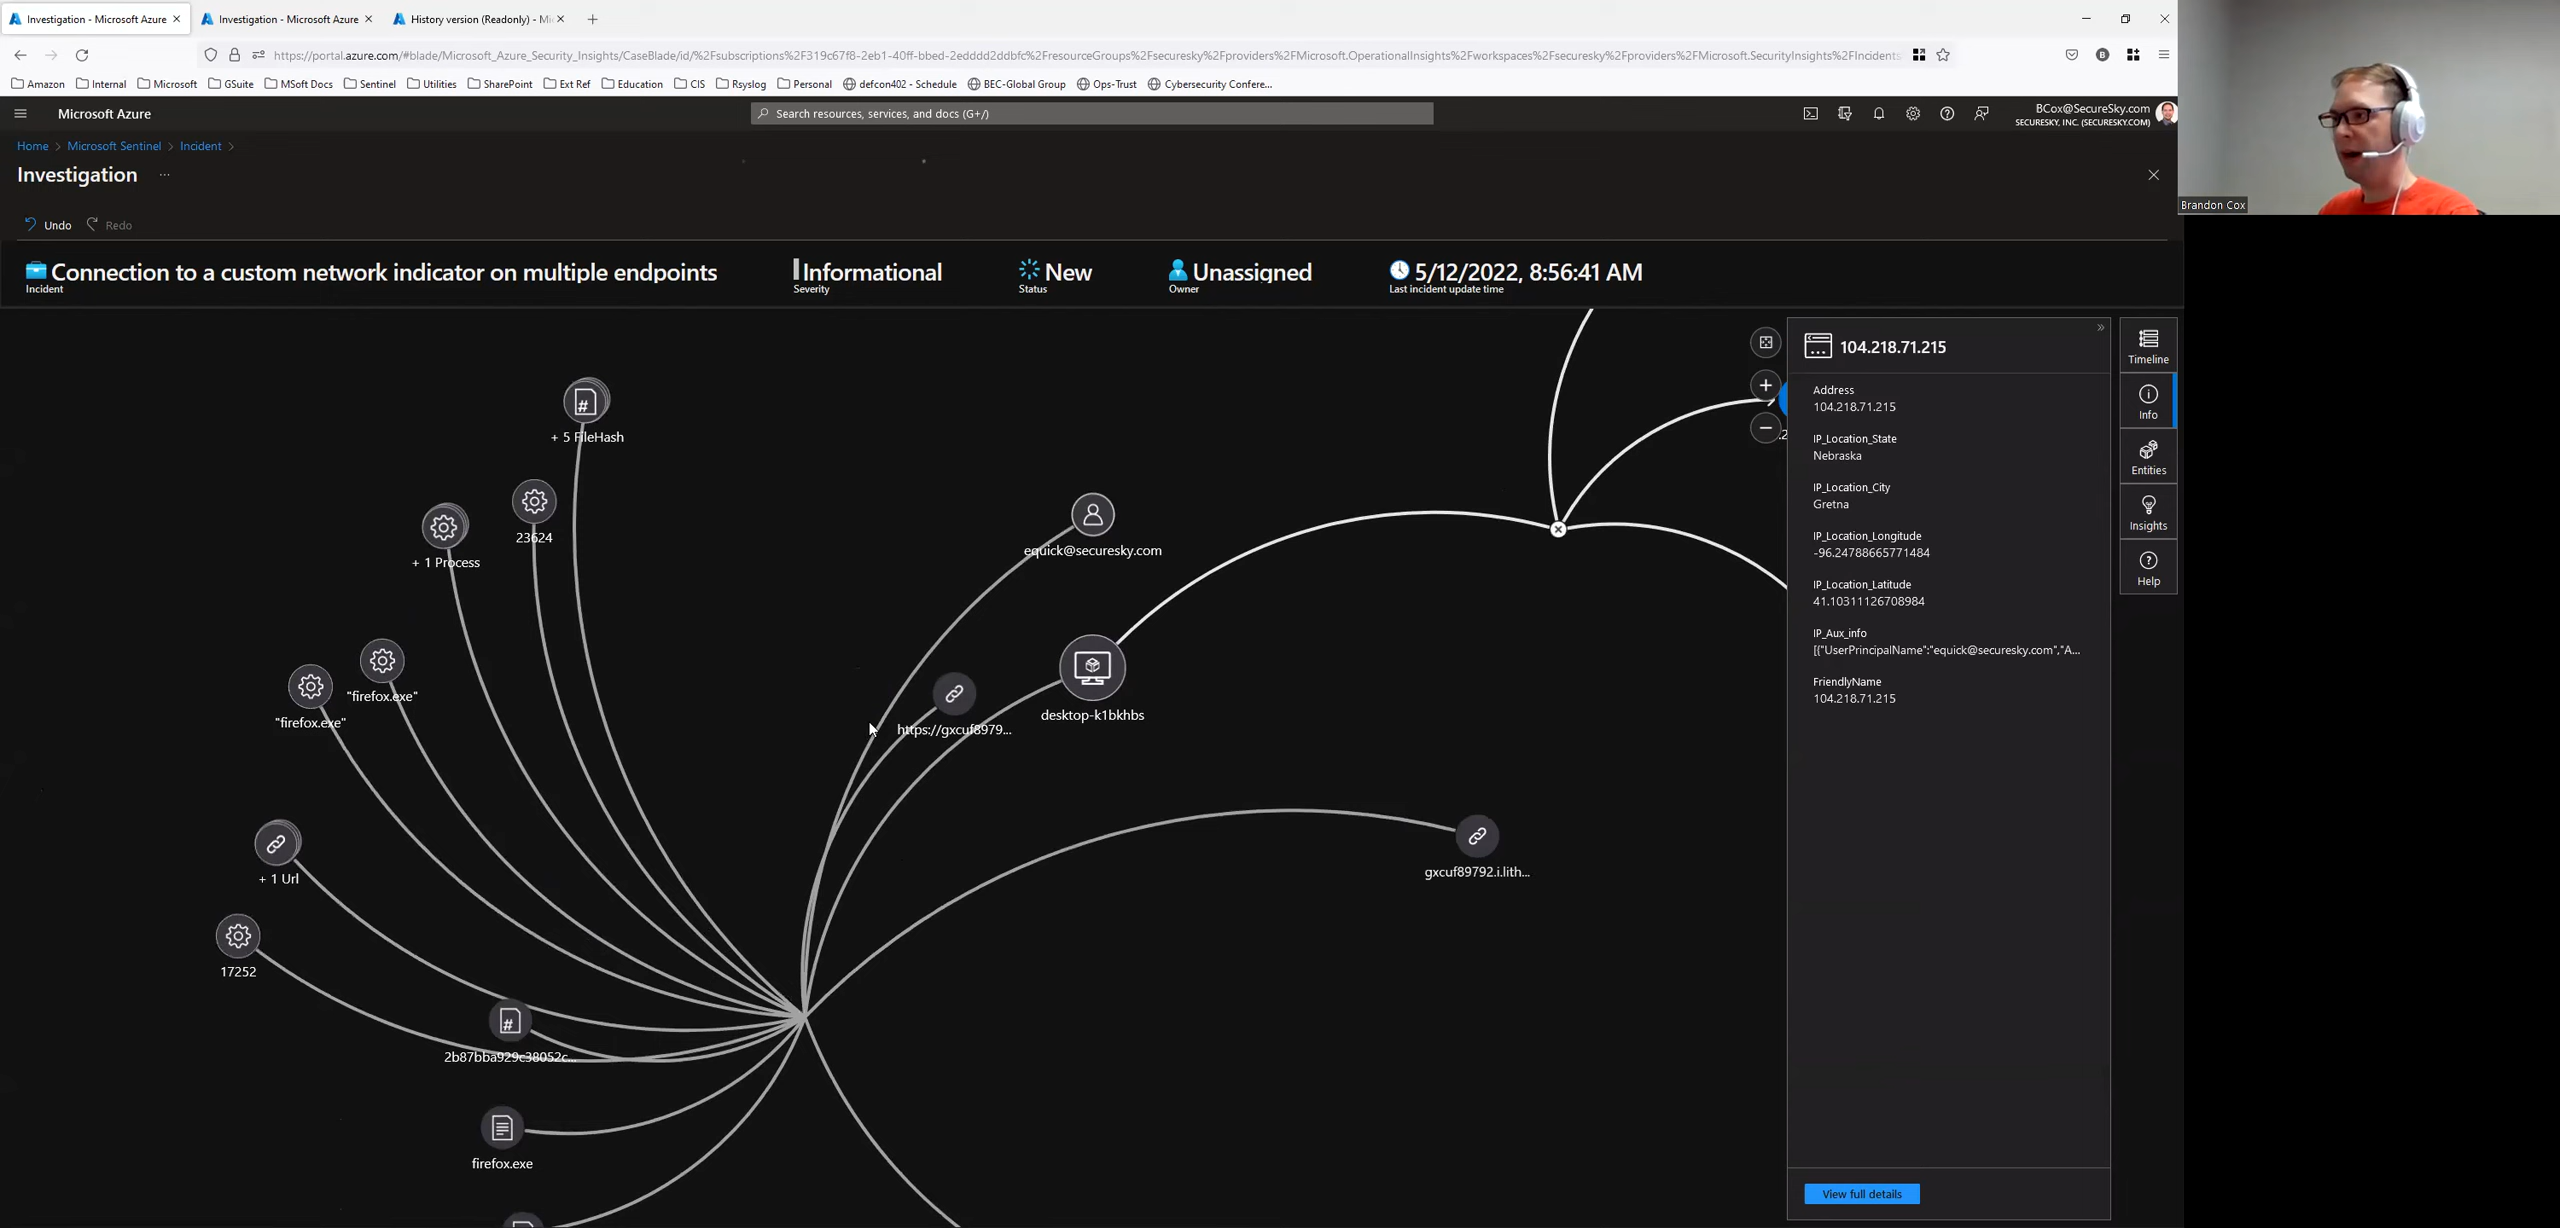 Investigation - Microsoft Azure
Investigation - Microsoft Azure
History version (Readonly) - Mi
https://portal.azure.com/#blade/Microsoft_Azure_Security_Insights/CaseBlade/id/%2Fsubscriptions%2F319c67f8-2eb1-40ff-bbed-2edddd2ddbfc%2FresourceGroups%2Fsecuresky%2Fproviders%2FMicrosoft.OperationalInsights%2Fworkspaces%2Fsecuresky%2Fproviders%2FMicrosoft.SecurityInsights%2FIncidents
Amazon Internal Microsoft GSuite MSoft Docs Sentinel Utilities SharePoint Ext Ref Education CIS Rsyslog Personal defcon402 - Schedule BEC-Global Group Ops-Trust Cybersecurity Confere...
Microsoft Azure
Search resources, services, and docs (G+/)
BCox@SecureSky.com
SECURESKY, INC. (SECURESKY.COM)
Home > Microsoft Sentinel > Incident >
Investigation ...
Brandon Cox
Undo Redo
Connection to a custom network indicator on multiple endpoints
Incident
Informational
Severity
New
Status
Unassigned
Owner
5/12/2022, 8:56:41 AM
Last incident update time
+ 5 FileHash
23624
+ 1 Process
"firefox.exe"
"firefox.exe"
+ 1 Url
17252
2b87bba929c38052c...
firefox.exe
equick@securesky.com
https://gxcuf8979...
desktop-k1bkhbs
gxcuf89792.i.lith...
.2
104.218.71.215
Address
104.218.71.215
IP_Location_State
Nebraska
IP_Location_City
Gretna
IP_Location_Longitude
-96.24788665771484
IP_Location_Latitude
41.10311126708984
IP_Aux_info
[{"UserPrincipalName":"equick@securesky.com","A...
FriendlyName
104.218.71.215
View full details
Timeline
Info
Entities
Insights
Help